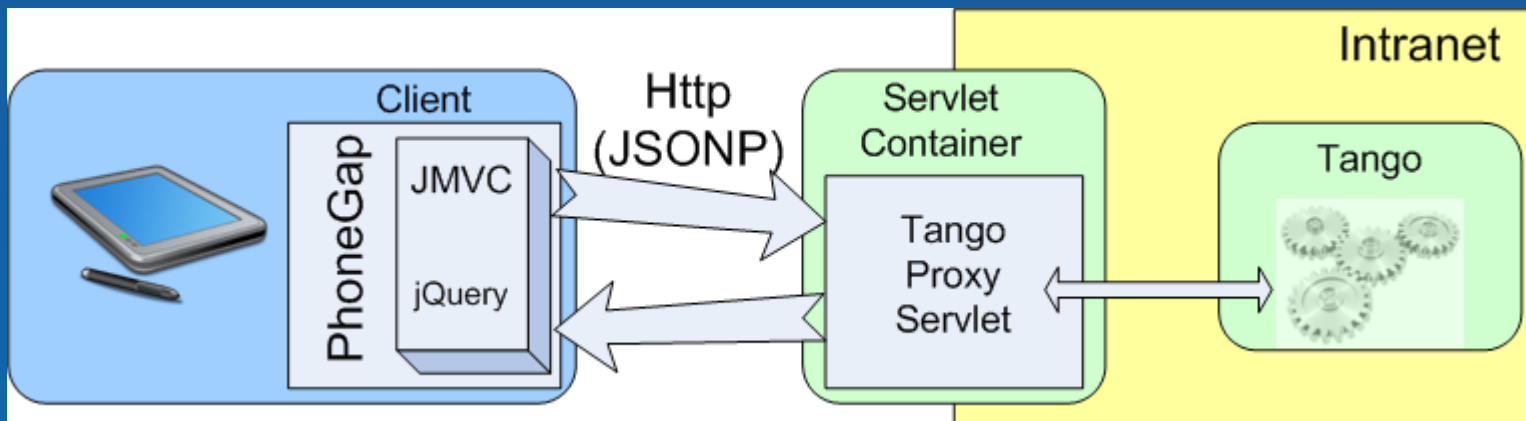 Client
PhoneGap
JMVC
jQuery
Http
(JSONP)
Servlet
Container
Tango
Proxy
Servlet
Intranet
Tango